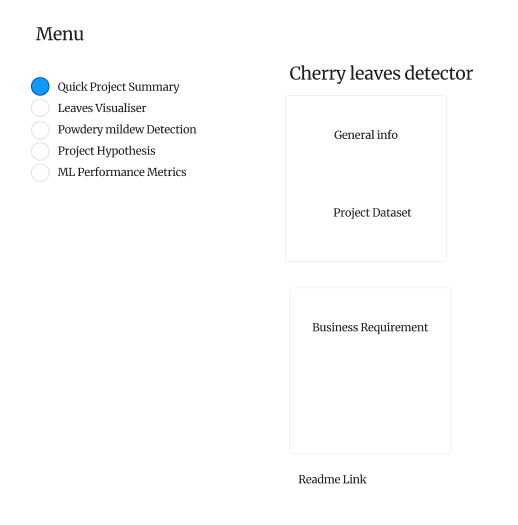 Menu
Quick Project Summary
Leaves Visualiser
Powdery mildew Detection
Project Hypothesis
ML Performance Metrics
Cherry leaves detector
General info
Project Dataset
Business Requirement
Readme Link